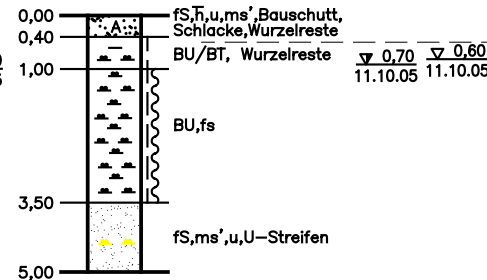 0,00
fS,h̅,u,ms',Bauschutt,
A
Schlacke,Wurzelreste
0,40
BU/BT, Wurzelreste
0,70
0,60
11.10.05
11.10.05
1,00
BU,fs
3,50
fS,ms',u,U-Streifen
5,00